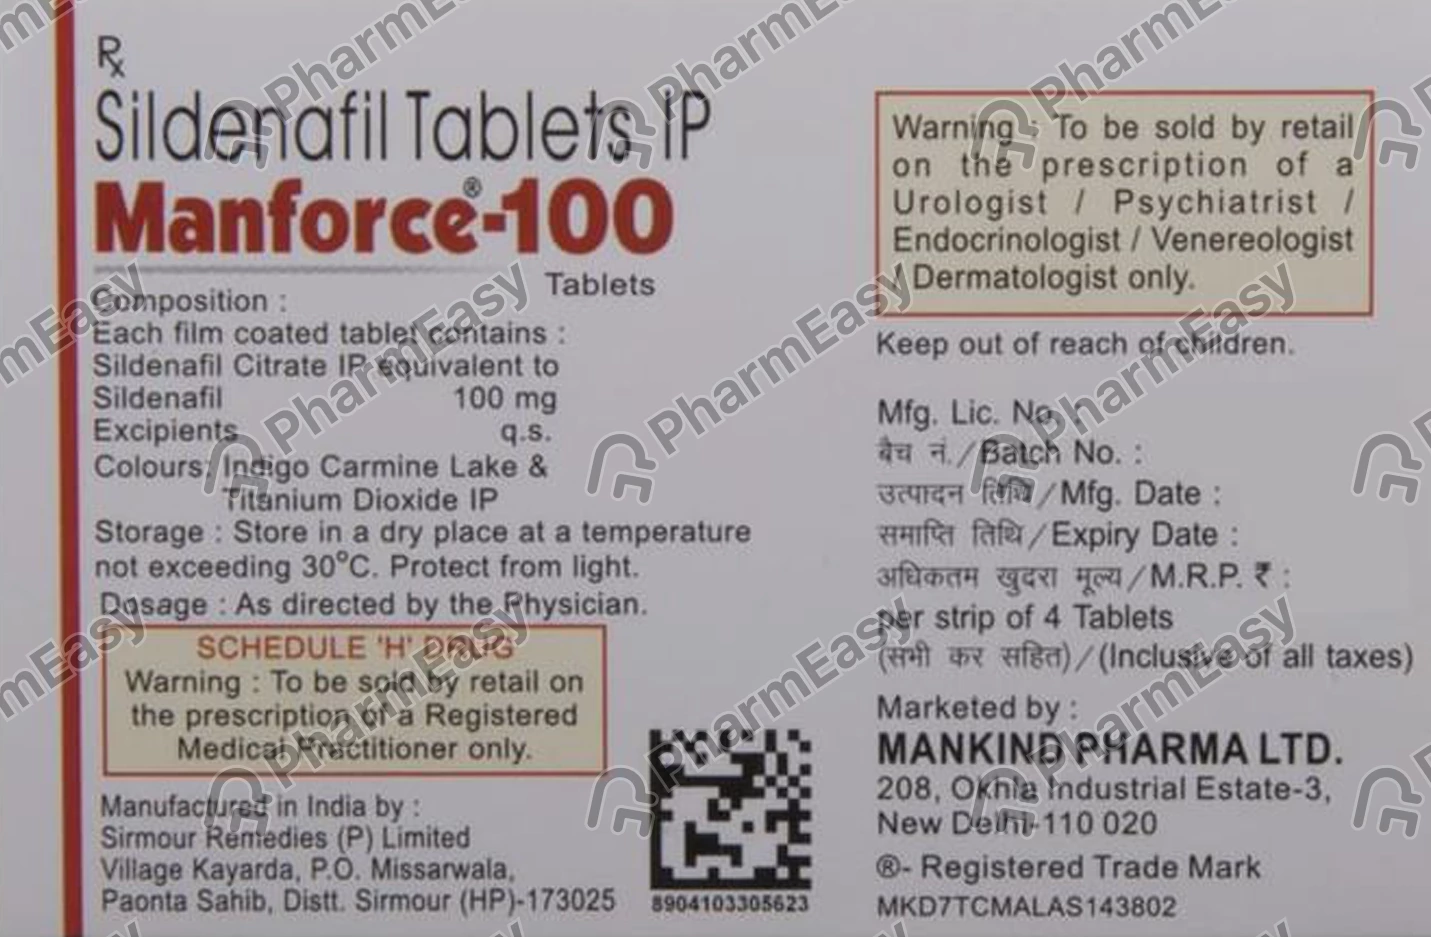 Rx
Sildenafil Tablets IP
Manforce®-100
Tablets
Composition :
Each film coated tablet contains :
Sildenafil Citrate IP equivalent to
Sildenafil 100 mg
Excipients q.s.
Colours: Indigo Carmine Lake &
Titanium Dioxide IP
Storage : Store in a dry place at a temperature
not exceeding 30°C. Protect from light.
Dosage : As directed by the Physician.
SCHEDULE 'H' DRUG
Warning : To be sold by retail on
the prescription of a Registered
Medical Practitioner only.
Manufactured in India by :
Sirmour Remedies (P) Limited
Village Kayarda, P.O. Missarwala,
Paonta Sahib, Distt. Sirmour (HP)-173025
8904103305623
Warning : To be sold by retail
on the prescription of a
Urologist / Psychiatrist /
Endocrinologist / Venereologist
/ Dermatologist only.
Keep out of reach of children.
Mfg. Lic. No. :
बैच नं./Batch No. :
उत्पादन तिथि/Mfg. Date :
समाप्ति तिथि/Expiry Date :
अधिकतम खुदरा मूल्य/M.R.P. ₹ :
per strip of 4 Tablets
(सभी कर सहित)/(Inclusive of all taxes)
Marketed by :
MANKIND PHARMA LTD.
208, Okhla Industrial Estate-3,
New Delhi-110 020
®- Registered Trade Mark
MKD7TCMALAS143802
PharmEasy